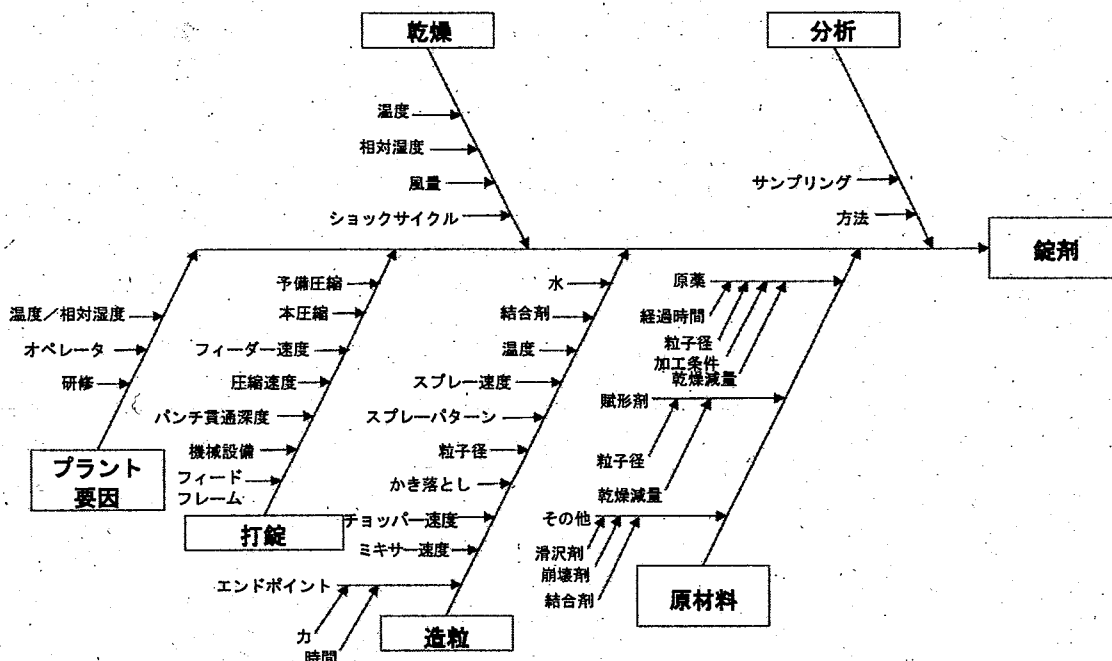 乾燥
分析
温度
相対湿度
風量
ショックサイクル
サンプリング
方法
錠剤
温度／相対湿度
オペレータ
研修
プラント
要因
予備圧縮
本圧縮
フィーダー速度
圧縮速度
パンチ貫通深度
機械設備
フィード
フレーム
打錠
水
結合剤
温度
スプレー速度
スプレーパターン
粒子径
かき落とし
チョッパー速度
ミキサー速度
エンドポイント
力
時間
造粒
原薬
経過時間
粒子径
加工条件
乾燥減量
賦形剤
粒子径
乾燥減量
その他
滑沢剤
崩壊剤
結合剤
原材料